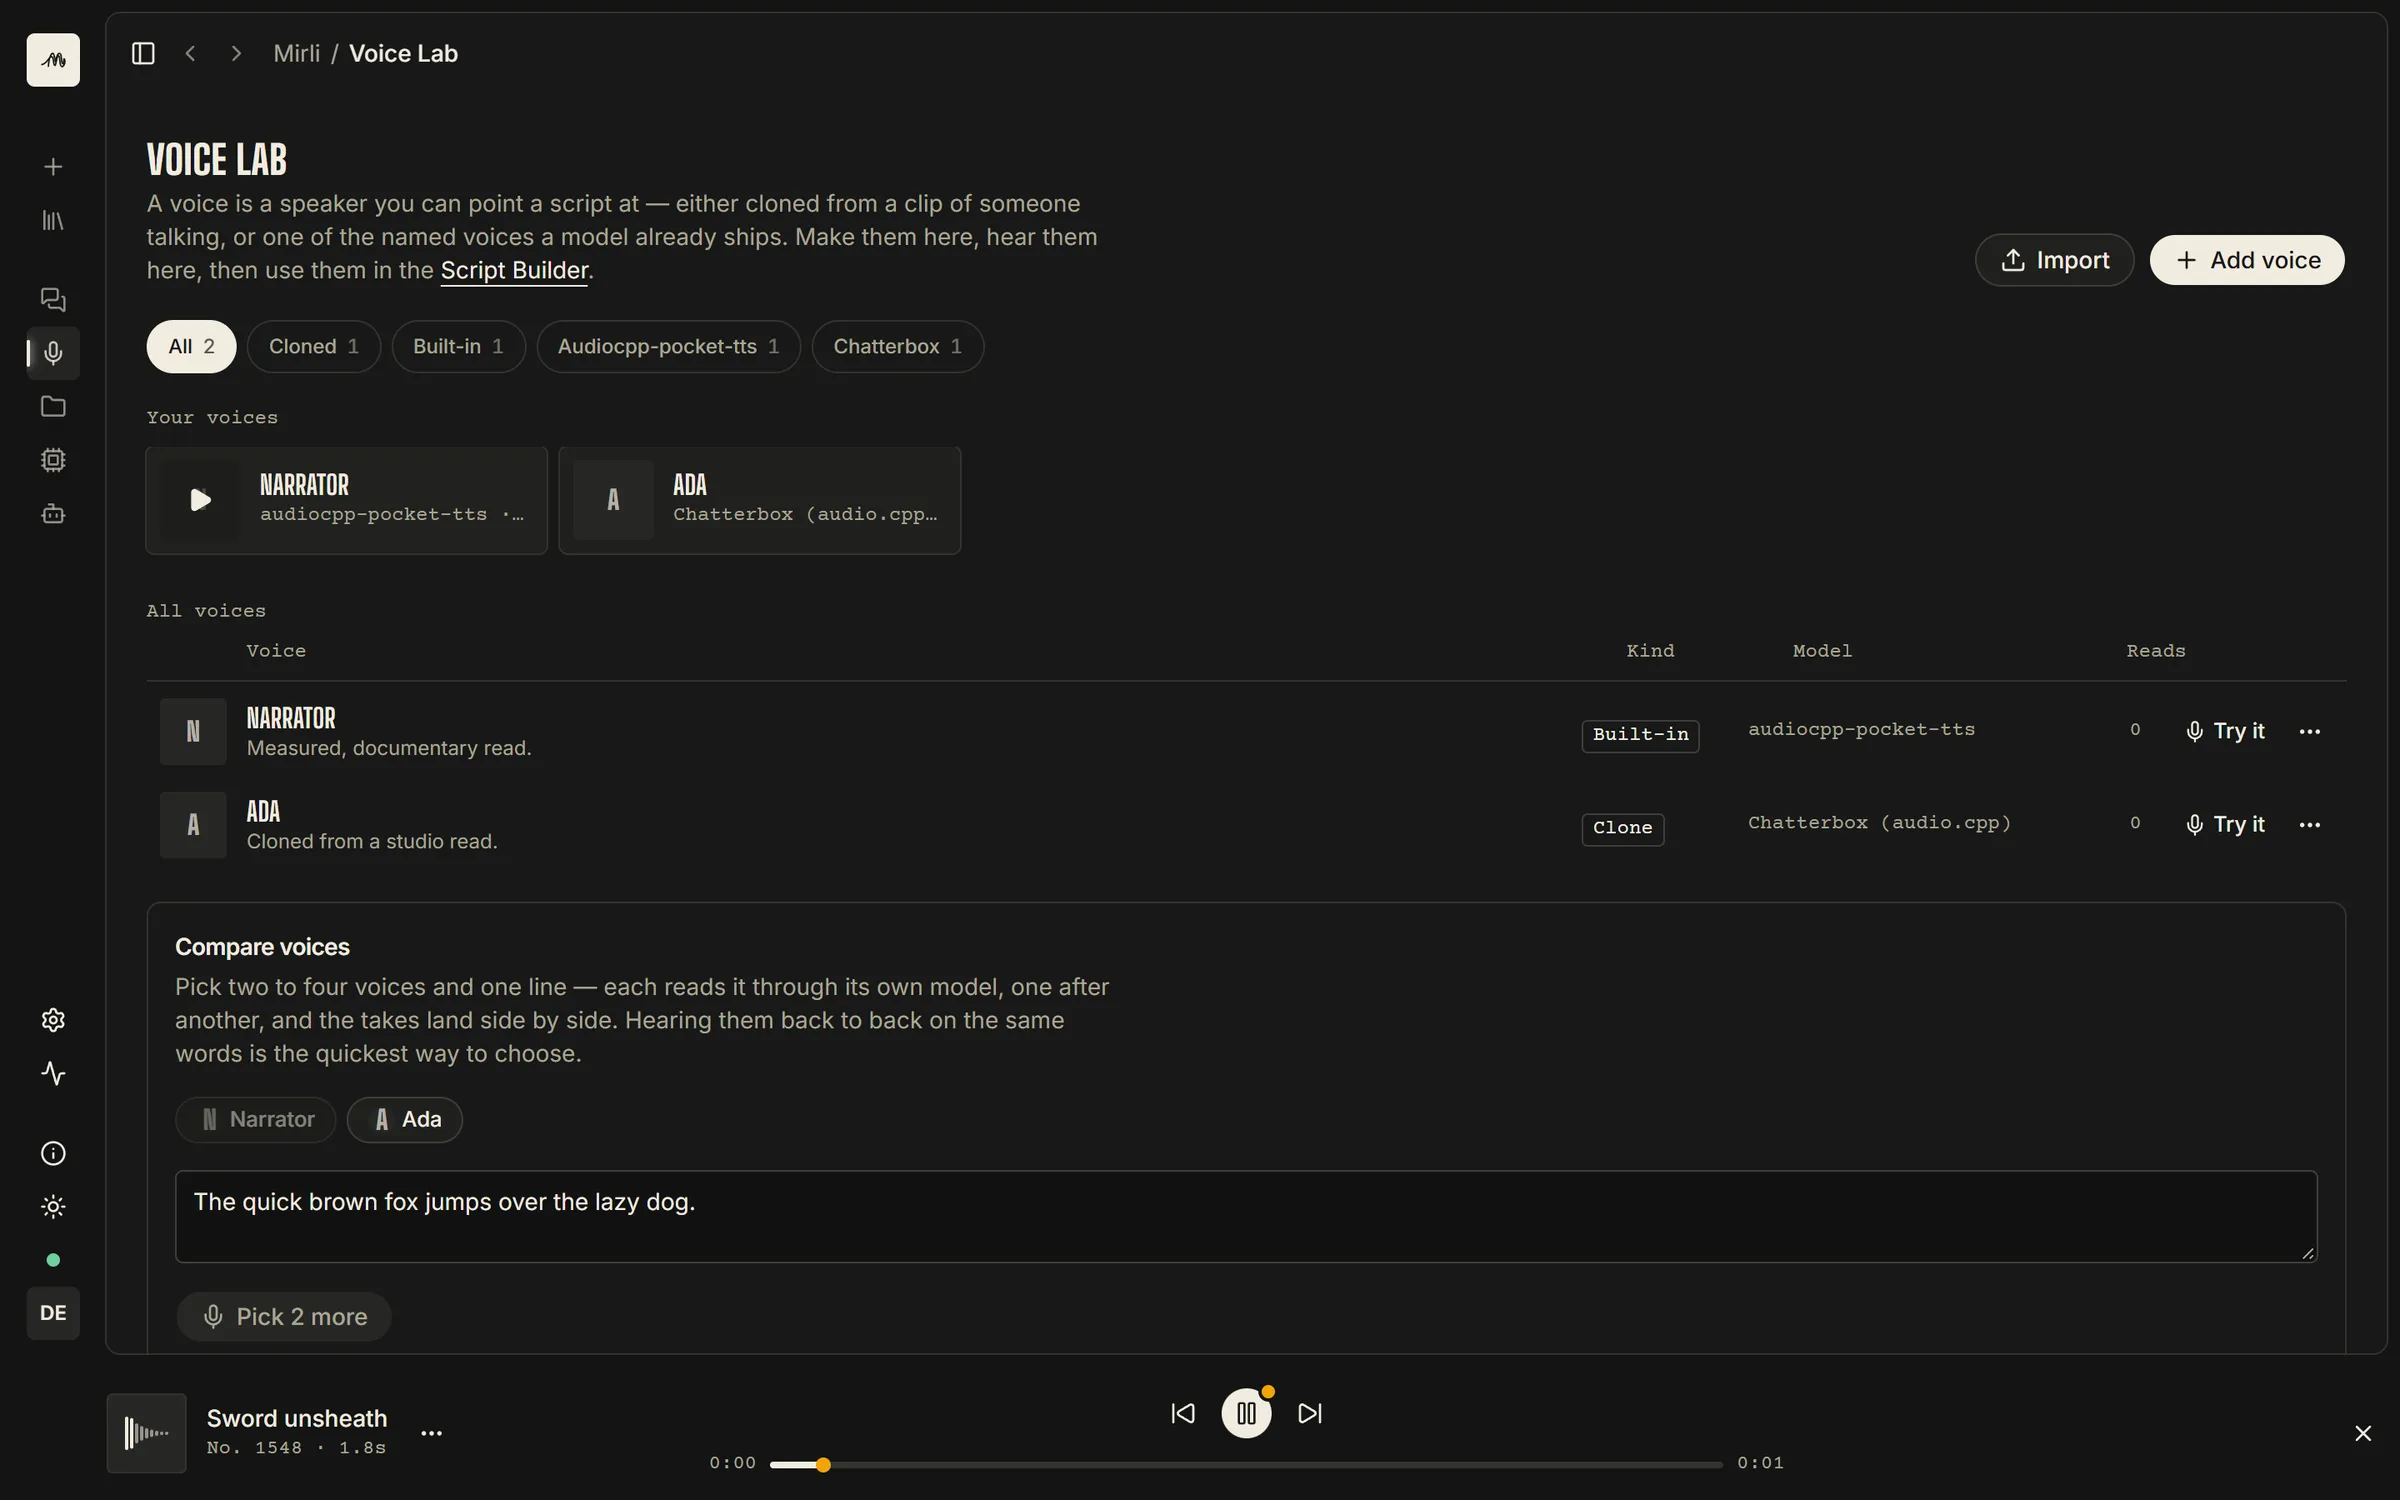 Mirli / Voice Lab
VOICE LAB
A voice is a speaker you can point a script at — either cloned from a clip of someone
talking, or one of the named voices a model already ships. Make them here, hear them
here, then use them in the Script Builder.
Import
+ Add voice
All 2
Cloned 1
Built-in 1
Audiocpp-pocket-tts 1
Chatterbox 1
Your voices
NARRATOR
audiocpp-pocket-tts ·…
A
ADA
Chatterbox (audio.cpp…
All voices
Voice Kind Model Reads
N
NARRATOR
Measured, documentary read.
Built-in
audiocpp-pocket-tts
0
Try it
A
ADA
Cloned from a studio read.
Clone
Chatterbox (audio.cpp)
0
Try it
Compare voices
Pick two to four voices and one line — each reads it through its own model, one after
another, and the takes land side by side. Hearing them back to back on the same
words is the quickest way to choose.
N Narrator
A Ada
The quick brown fox jumps over the lazy dog.
Pick 2 more
DE
Sword unsheath
No. 1548 · 1.8s
0:00
0:01